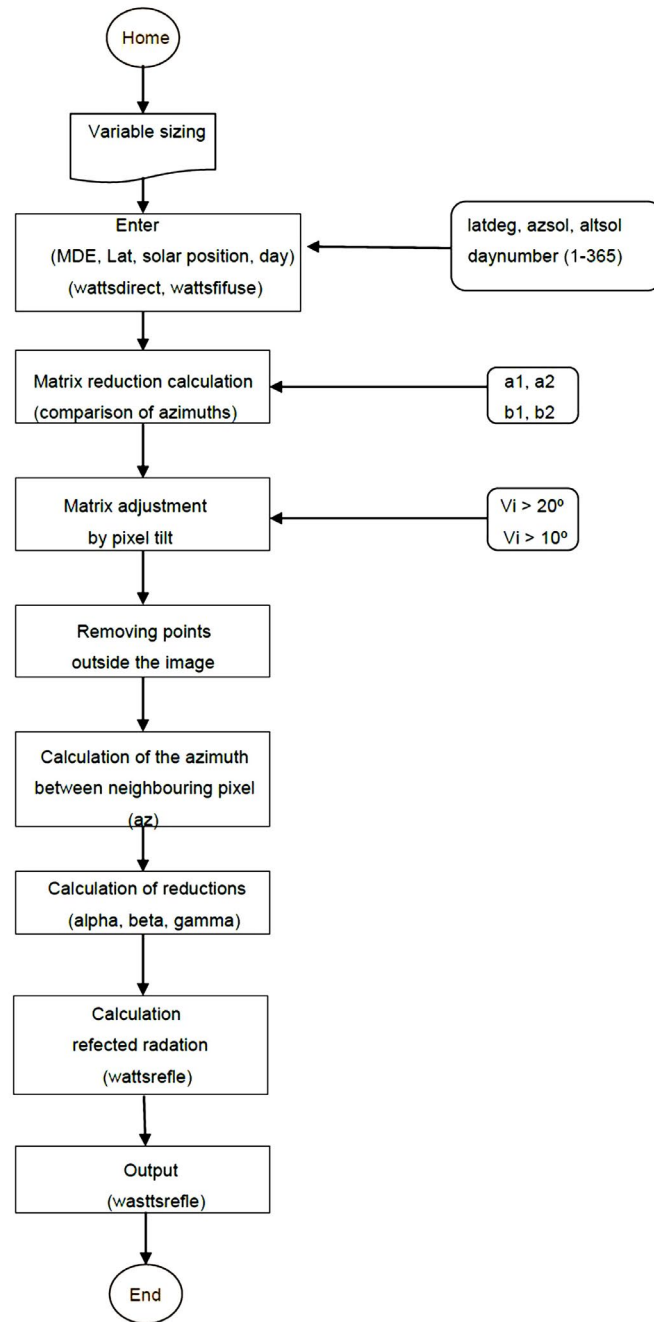 Home
Variable sizing
Enter
(MDE, Lat, solar position, day)
(wattsdirect, wattsfifuse)
latdeg, azsol, altsol
daynumber (1-365)
Matrix reduction calculation
(comparison of azimuths)
a1, a2
b1, b2
Matrix adjustment
by pixel tilt
Vi > 20º
Vi > 10º
Removing points
outside the image
Calculation of the azimuth
between neighbouring pixel
(az)
Calculation of reductions
(alpha, beta, gamma)
Calculation
refected radation
(wattsrefle)
Output
(wasttsrefle)
End